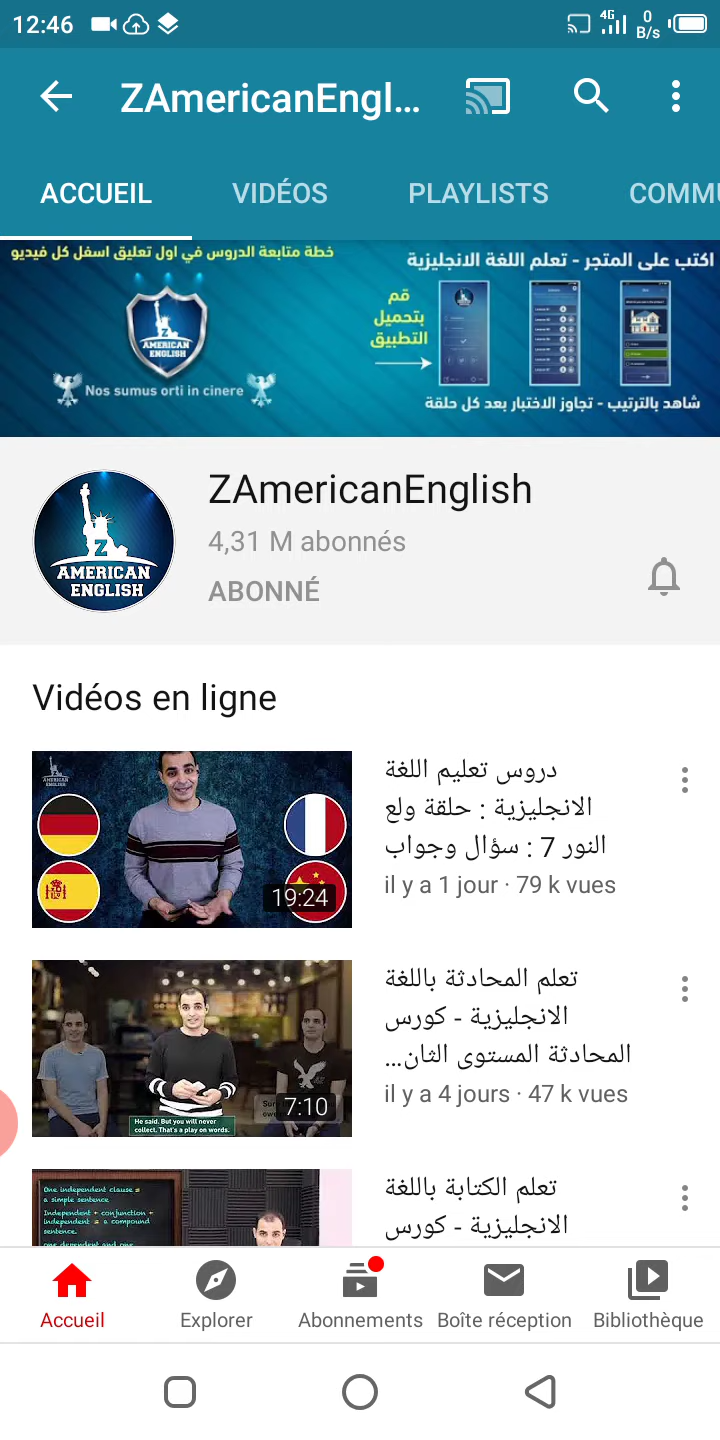 12:46
4G
0
B/s
ZAmericanEngl...
ACCUEIL
VIDÉOS
PLAYLISTS
COMMU
خطة متابعة الدروس في اول تعليق اسفل كل فيديو
اكتب على المتجر - تعلم اللغة الانجليزية
قم
بتحميل
التطبيق
Z
AMERICAN
ENGLISH
Nos sumus orti in cinere
شاهد بالترتيب - تجاوز الاختبار بعد كل حلقة
ZAmericanEnglish
4,31 M abonnés
ABONNÉ
Z
AMERICAN
ENGLISH
Vidéos en ligne
دروس تعليم اللغة
الانجليزية : حلقة ولع
النور 7 : سؤال وجواب
il y a 1 jour · 79 k vues
AMERICAN
ENGLISH
19:24
تعلم المحادثة باللغة
الانجليزية - كورس
المحادثة المستوى الثان...
il y a 4 jours · 47 k vues
He said. But you will never
collect. That's a play on words.
7:10
One independent clause =
a simple sentence
Independent + conjunction +
independent = a compound
sentence.
one dependent and one
تعلم الكتابة باللغة
الانجليزية - كورس
Accueil
Explorer
Abonnements
Boîte réception
Bibliothèque